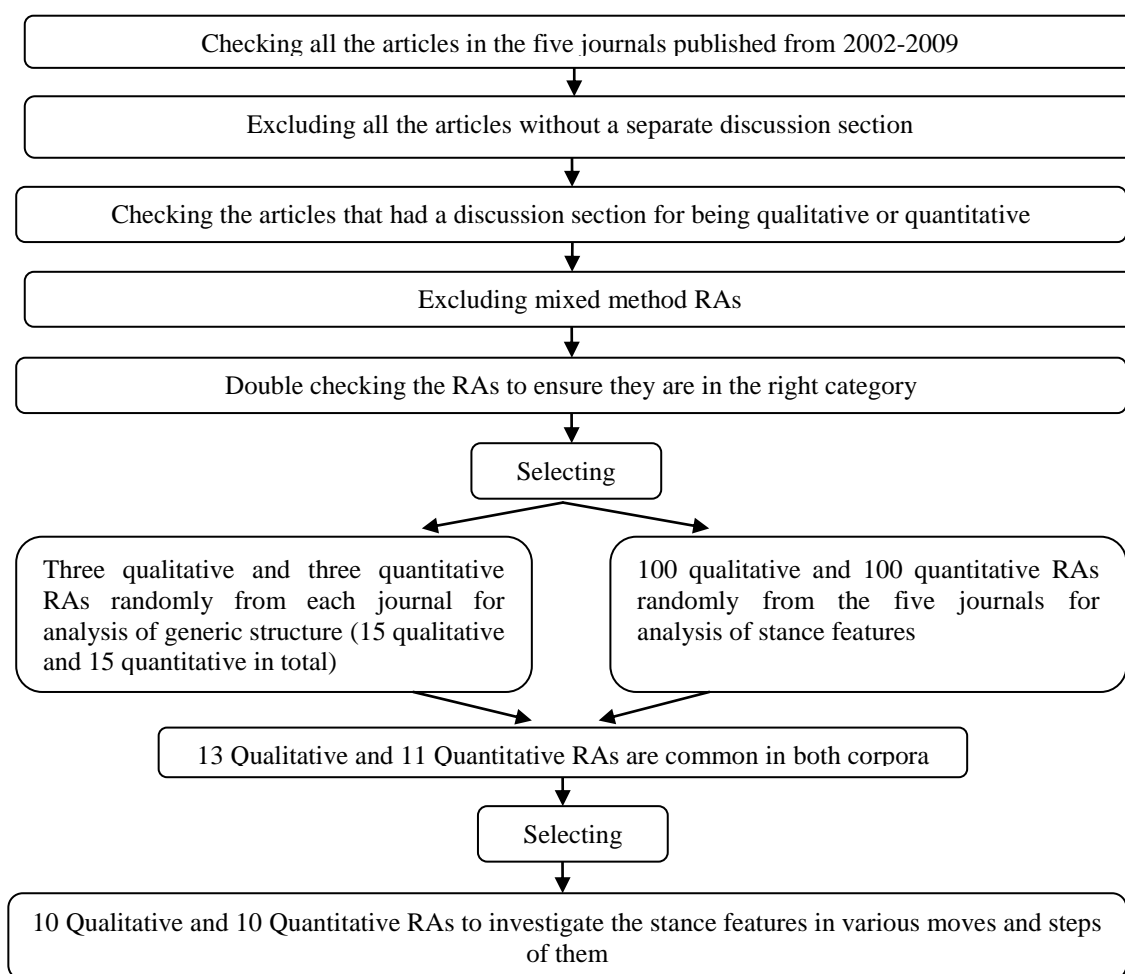 Checking all the articles in the five journals published from 2002-2009
Excluding all the articles without a separate discussion section
Checking the articles that had a discussion section for being qualitative or quantitative
Excluding mixed method RAs
Double checking the RAs to ensure they are in the right category
Selecting
Three qualitative and three quantitative
RAs randomly from each journal for
analysis of generic structure (15 qualitative
and 15 quantitative in total)
100 qualitative and 100 quantitative RAs
randomly from the five journals for
analysis of stance features
13 Qualitative and 11 Quantitative RAs are common in both corpora
Selecting
10 Qualitative and 10 Quantitative RAs to investigate the stance features in various moves and steps
of them